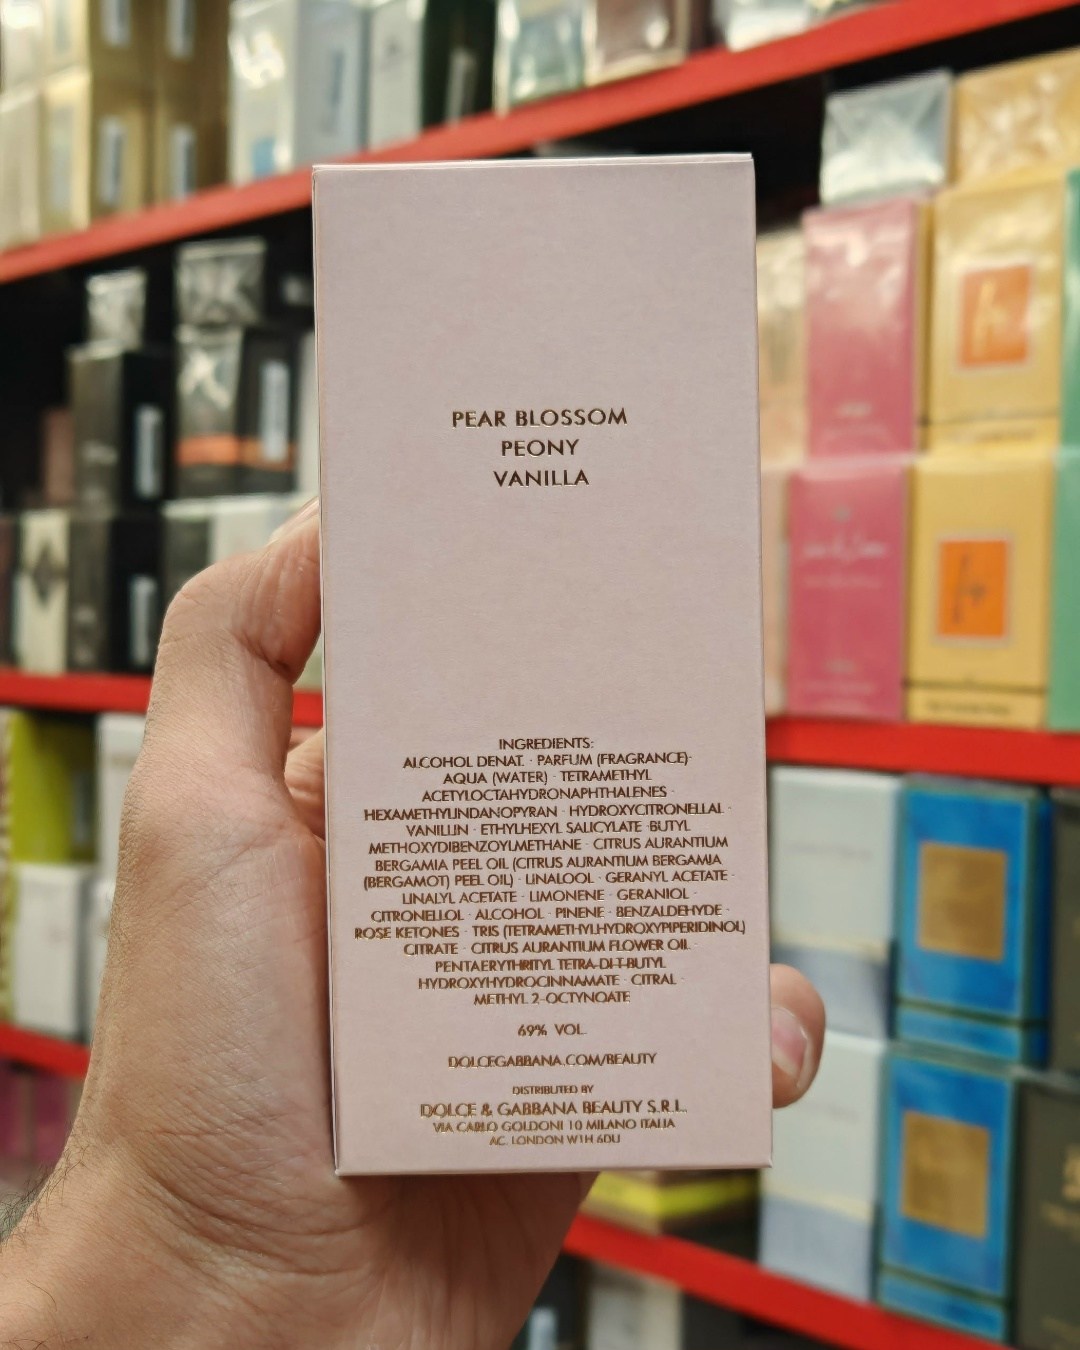 PEAR BLOSSOM
PEONY
VANILLA
INGREDIENTS:
ALCOHOL DENAT. · PARFUM (FRAGRANCE)·
AQUA (WATER) · TETRAMETHYL
ACETYLOCTAHYDRONAPHTHALENES ·
HEXAMETHYLINDANOPYRAN · HYDROXYCITRONELLAL ·
VANILLIN · ETHYLHEXYL SALICYLATE ·BUTYL
METHOXYDIBENZOYLMETHANE · CITRUS AURANTIUM
BERGAMIA PEEL OIL (CITRUS AURANTIUM BERGAMIA
(BERGAMOT) PEEL OIL) · LINALOOL · GERANYL ACETATE ·
LINALYL ACETATE · LIMONENE · GERANIOL ·
CITRONELLOL · ALCOHOL · PINENE · BENZALDEHYDE ·
ROSE KETONES · TRIS (TETRAMETHYLHYDROXYPIPERIDINOL)
CITRATE · CITRUS AURANTIUM FLOWER OIL ·
PENTAERYTHRITYL TETRA-DI-T-BUTYL
HYDROXYHYDROCINNAMATE · CITRAL ·
METHYL 2-OCTYNOATE
69% VOL.
DOLCEGABBANA.COM/BEAUTY
DISTRIBUTED BY
DOLCE & GABBANA BEAUTY S.R.L.
VIA CARLO GOLDONI 10 MILANO ITALIA
AC. LONDON W1H 6DU